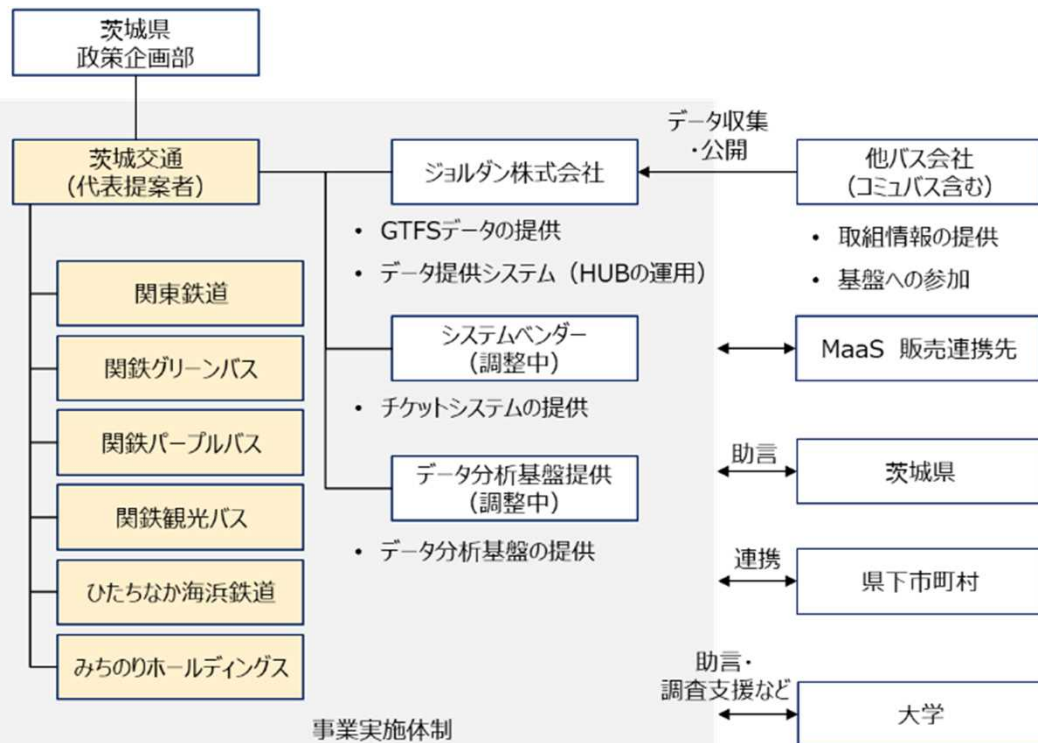 茨城県
政策企画部
茨城交通
（代表提案者）
関東鉄道
関鉄グリーンバス
関鉄パープルバス
関鉄観光バス
ひたちなか海浜鉄道
みちのりホールディングス
ジョルダン株式会社
• GTFSデータの提供
• データ提供システム（HUBの運用）
システムベンダー
（調整中）
• チケットシステムの提供
データ分析基盤提供
（調整中）
• データ分析基盤の提供
事業実施体制
データ収集
・公開
他バス会社
（コミュバス含む）
• 取組情報の提供
• 基盤への参加
MaaS 販売連携先
助言
茨城県
連携
県下市町村
助言・
調査支援など
大学